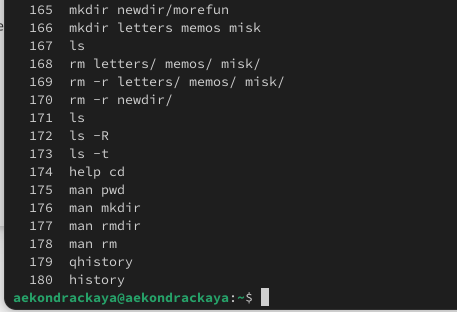 165 mkdir newdir/morefun
166 mkdir letters memos misk
167 ls
168 rm letters/ memos/ misk/
169 rm -r letters/ memos/ misk/
170 rm -r newdir/
171 ls
172 ls -R
173 ls -t
174 help cd
175 man pwd
176 man mkdir
177 man rmdir
178 man rm
179 qhistory
180 history
aekondrackaya@aekondrackaya:~$